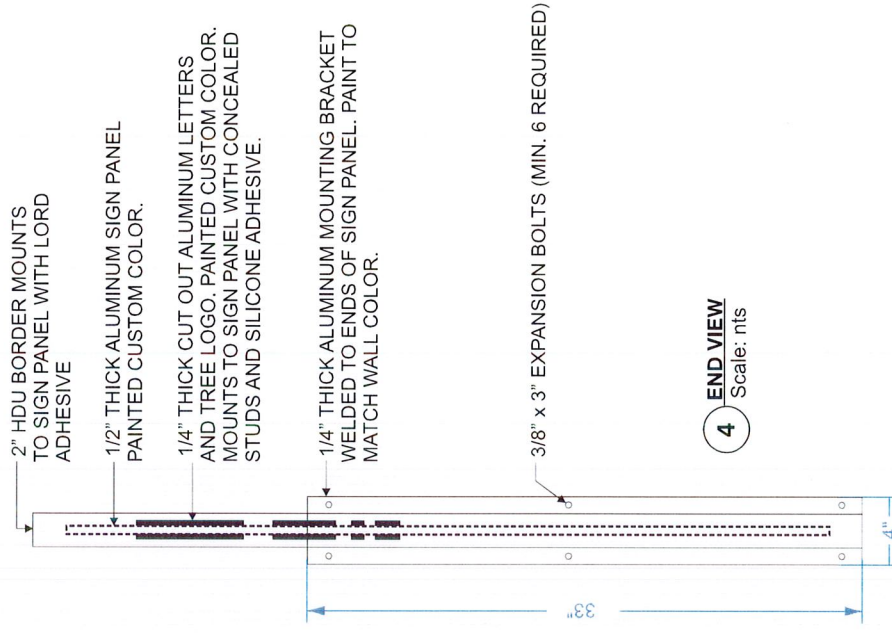 2" HDU BORDER MOUNTS
TO SIGN PANEL WITH LORD
ADHESIVE
1/2" THICK ALUMINUM SIGN PANEL
PAINTED CUSTOM COLOR.
1/4" THICK CUT OUT ALUMINUM LETTERS
AND TREE LOGO. PAINTED CUSTOM COLOR.
MOUNTS TO SIGN PANEL WITH CONCEALED
STUDS AND SILICONE ADHESIVE.
1/4" THICK ALUMINUM MOUNTING BRACKET
WELDED TO ENDS OF SIGN PANEL. PAINT TO
MATCH WALL COLOR.
3/8" x 3" EXPANSION BOLTS (MIN. 6 REQUIRED)
33"
4"
4 END VIEW
Scale: nts